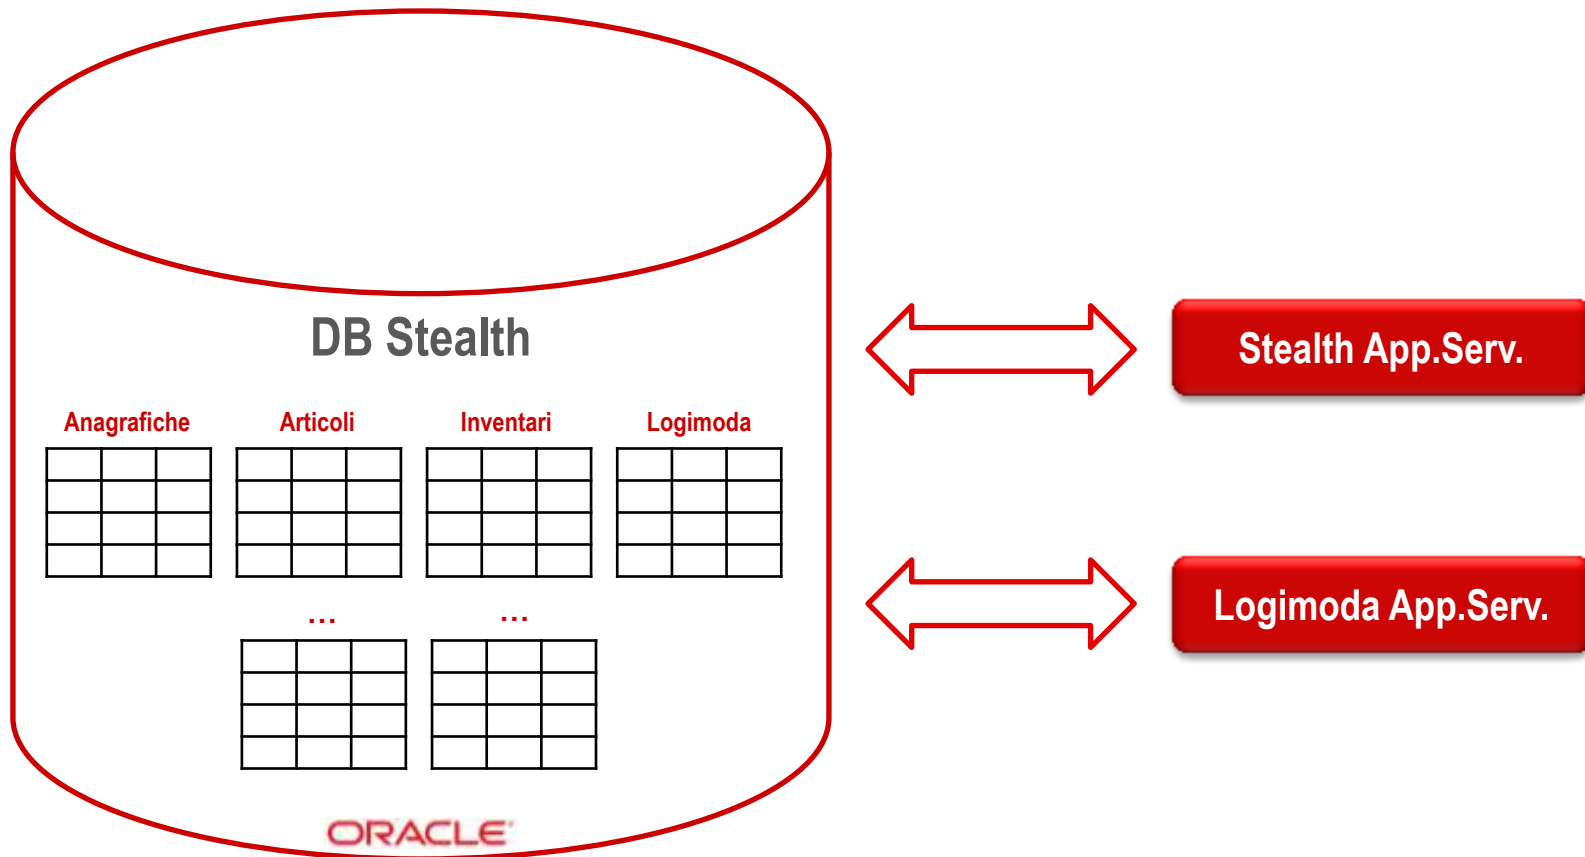 DB Stealth
Anagrafiche
Articoli
Inventari
Logimoda
...
...
ORACLE
Stealth App.Serv.
Logimoda App.Serv.